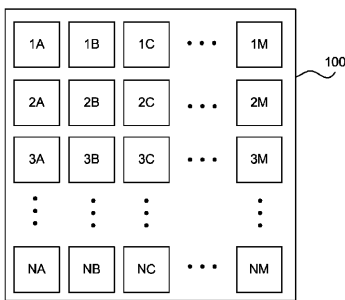 1A 1B 1C ••• 1M
100
2A 2B 2C ••• 2M
3A 3B 3C ••• 3M
NA NB NC ••• NM